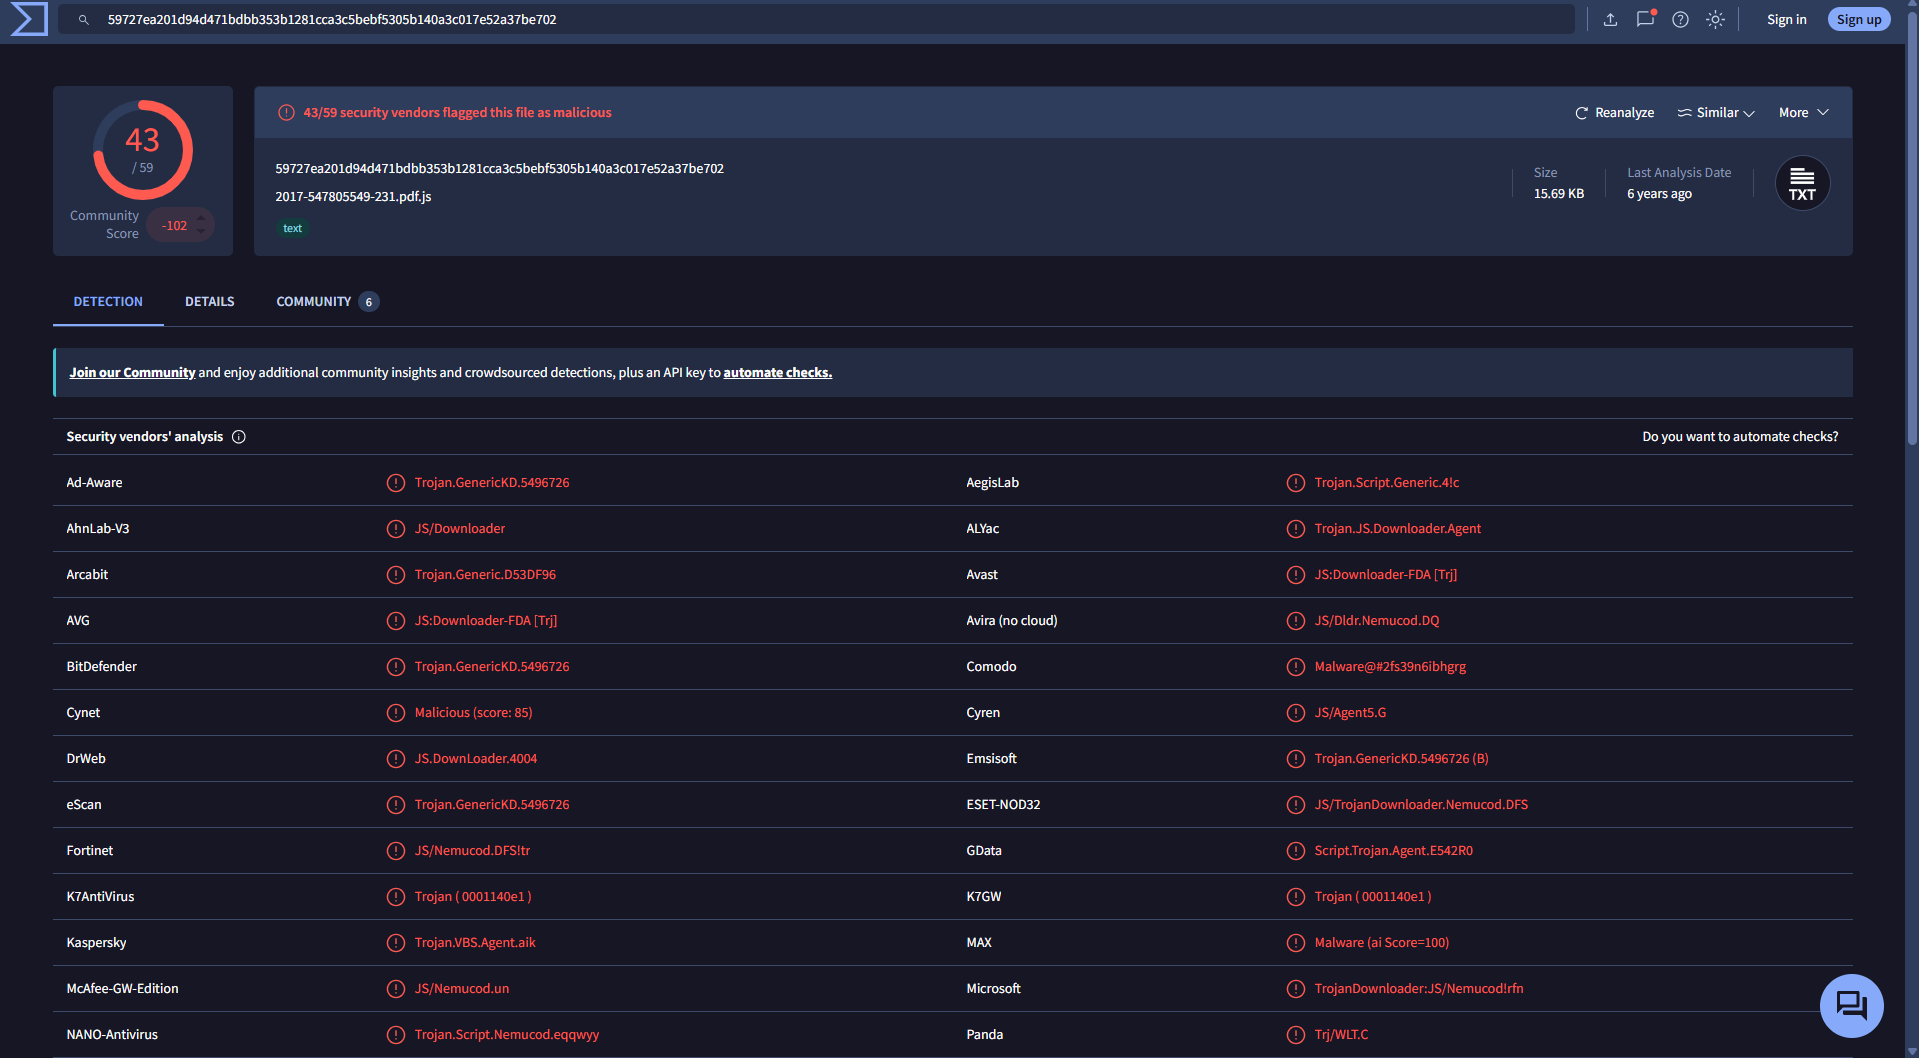 59727ea201d94d471bdbb353b1281cca3c5bebf5305b140a3c017e52a37be702
Sign in
Sign up
43
/ 59
Community Score
-102
43/59 security vendors flagged this file as malicious
Reanalyze
Similar
More
59727ea201d94d471bdbb353b1281cca3c5bebf5305b140a3c017e52a37be702
2017-547805549-231.pdf.js
text
Size
15.69 KB
Last Analysis Date
6 years ago
TXT
DETECTION
DETAILS
COMMUNITY 6
Join our Community and enjoy additional community insights and crowdsourced detections, plus an API key to automate checks.
Security vendors' analysis
Do you want to automate checks?
Ad-Aware Trojan.GenericKD.5496726 AegisLab Trojan.Script.Generic.4!c
AhnLab-V3 JS/Downloader ALYac Trojan.JS.Downloader.Agent
Arcabit Trojan.Generic.D53DF96 Avast JS:Downloader-FDA [Trj]
AVG JS:Downloader-FDA [Trj] Avira (no cloud) JS/Dldr.Nemucod.DQ
BitDefender Trojan.GenericKD.5496726 Comodo Malware@#2fs39n6ibhgrg
Cynet Malicious (score: 85) Cyren JS/Agent5.G
DrWeb JS.DownLoader.4004 Emsisoft Trojan.GenericKD.5496726 (B)
eScan Trojan.GenericKD.5496726 ESET-NOD32 JS/TrojanDownloader.Nemucod.DFS
Fortinet JS/Nemucod.DFS!tr GData Script.Trojan.Agent.E542R0
K7AntiVirus Trojan ( 0001140e1 ) K7GW Trojan ( 0001140e1 )
Kaspersky Trojan.VBS.Agent.aik MAX Malware (ai Score=100)
McAfee-GW-Edition JS/Nemucod.un Microsoft TrojanDownloader:JS/Nemucod!rfn
NANO-Antivirus Trojan.Script.Nemucod.eqqwyy Panda Trj/WLT.C